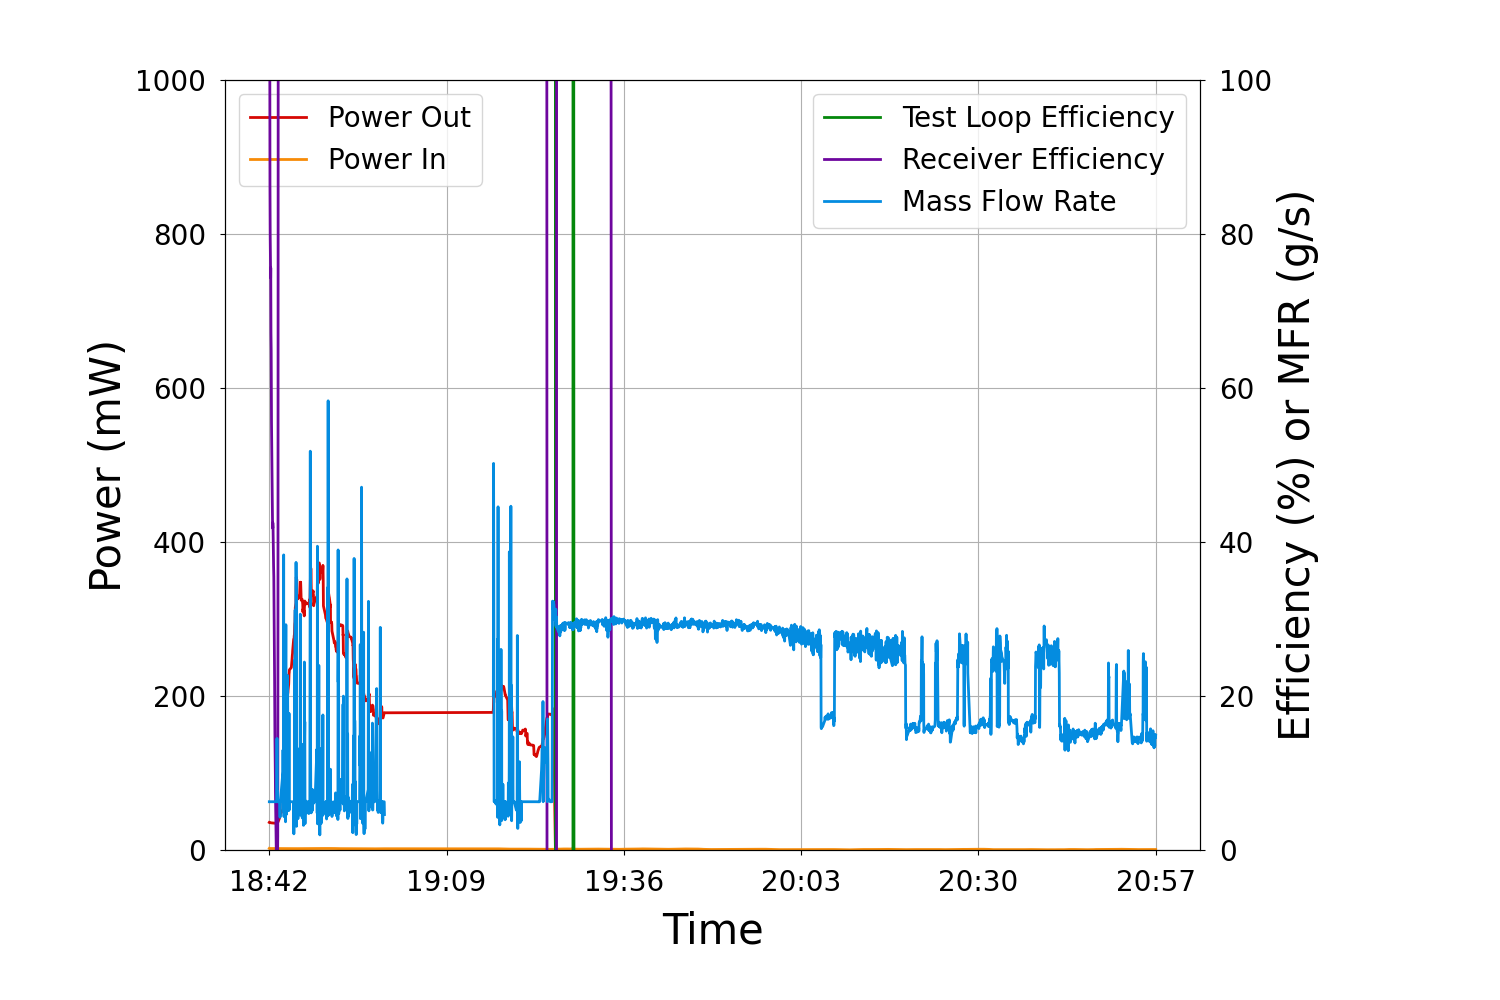 1000
800
600
400
200
0
Power (mW)
Power Out
Power In
Test Loop Efficiency
Receiver Efficiency
Mass Flow Rate
100
80
60
40
20
0
Efficiency (%) or MFR (g/s)
18:42
19:09
19:36
20:03
20:30
20:57
Time